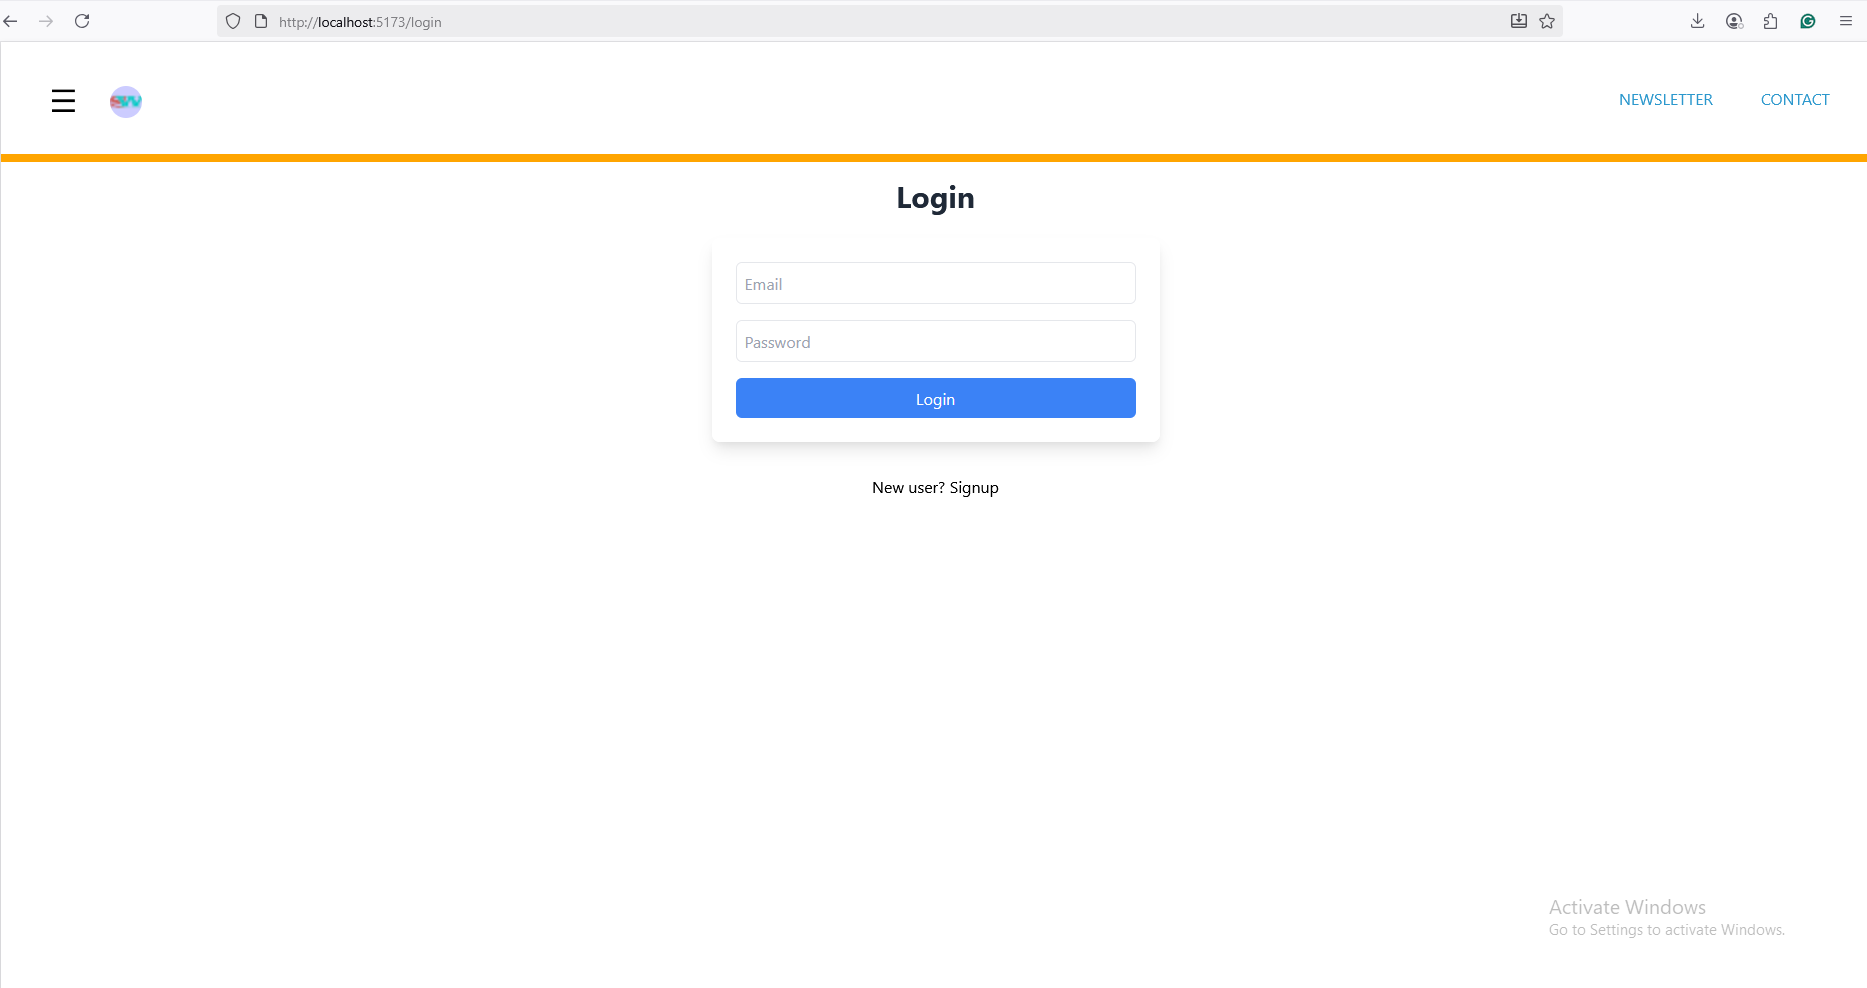 http://localhost:5173/login
SW
NEWSLETTER CONTACT
Login
Email
Password
Login
New user? Signup
Activate Windows
Go to Settings to activate Windows.